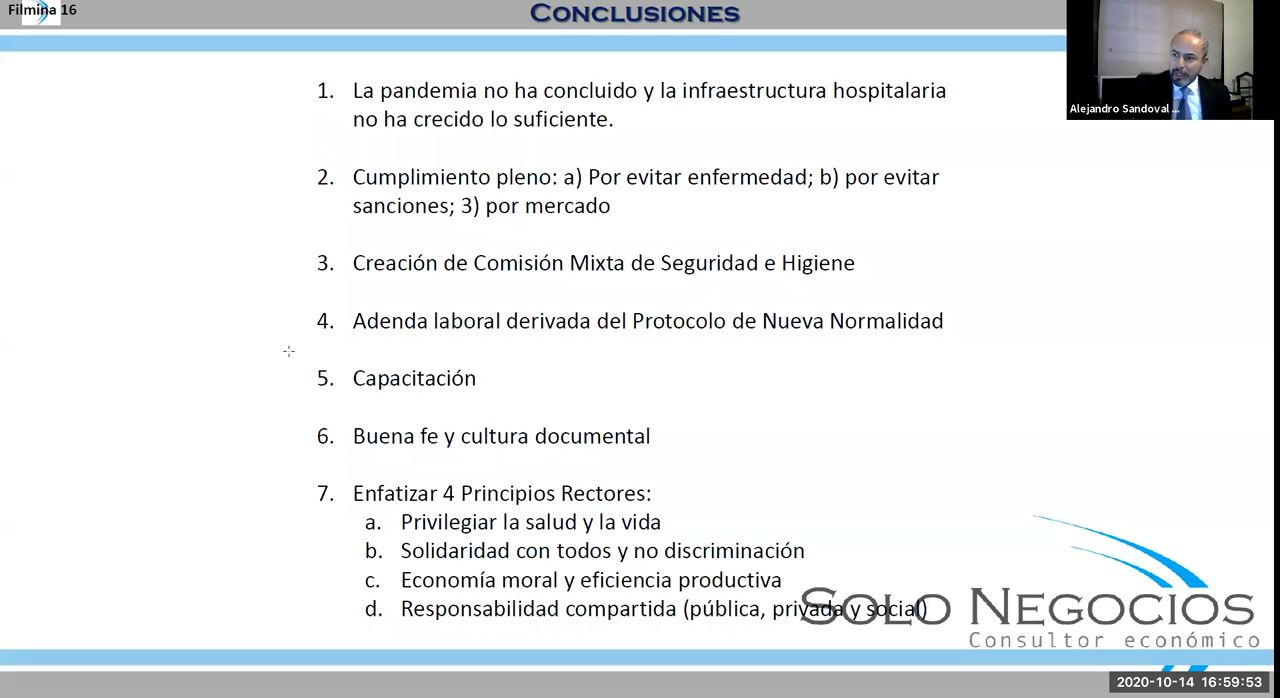 Filmina 16
CONCLUSIONES
Alejandro Sandoval ...
1. La pandemia no ha concluido y la infraestructura hospitalaria
no ha crecido lo suficiente.
2. Cumplimiento pleno: a) Por evitar enfermedad; b) por evitar
sanciones; 3) por mercado
3. Creación de Comisión Mixta de Seguridad e Higiene
4. Adenda laboral derivada del Protocolo de Nueva Normalidad
5. Capacitación
6. Buena fe y cultura documental
7. Enfatizar 4 Principios Rectores:
a. Privilegiar la salud y la vida
b. Solidaridad con todos y no discriminación
c. Economía moral y eficiencia productiva
d. Responsabilidad compartida (pública, privada y social)
SOLO NEGOCIOS
Consultor económico
2020-10-14 16:59:53